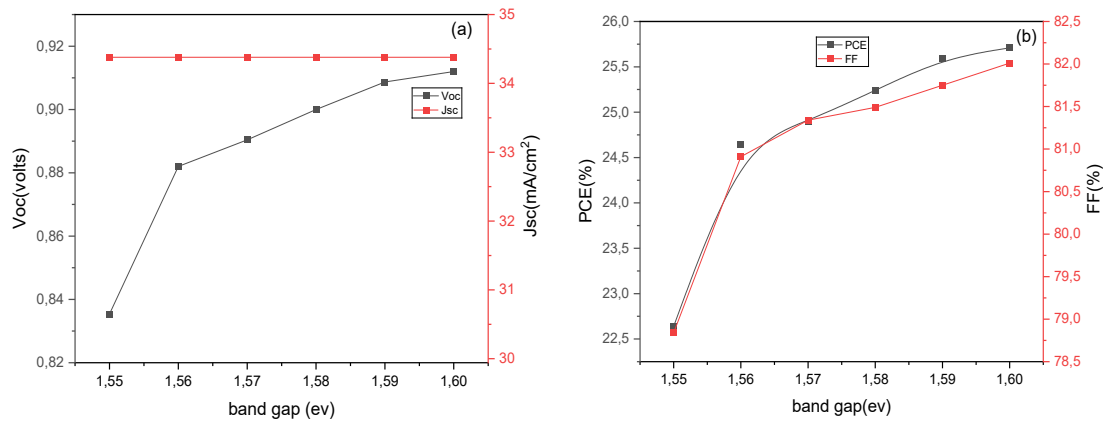 (a)
0,92
0,90
0,88
0,86
0,84
0,82
Voc(volts)
35
34
33
32
31
30
Jsc(mA/cm²)
Voc
Jsc
1,55 1,56 1,57 1,58 1,59 1,60
band gap (ev)
(b)
26,0
25,5
25,0
24,5
24,0
23,5
23,0
22,5
PCE(%)
82,5
82,0
81,5
81,0
80,5
80,0
79,5
79,0
78,5
FF(%)
PCE
FF
1,55 1,56 1,57 1,58 1,59 1,60
band gap(ev)